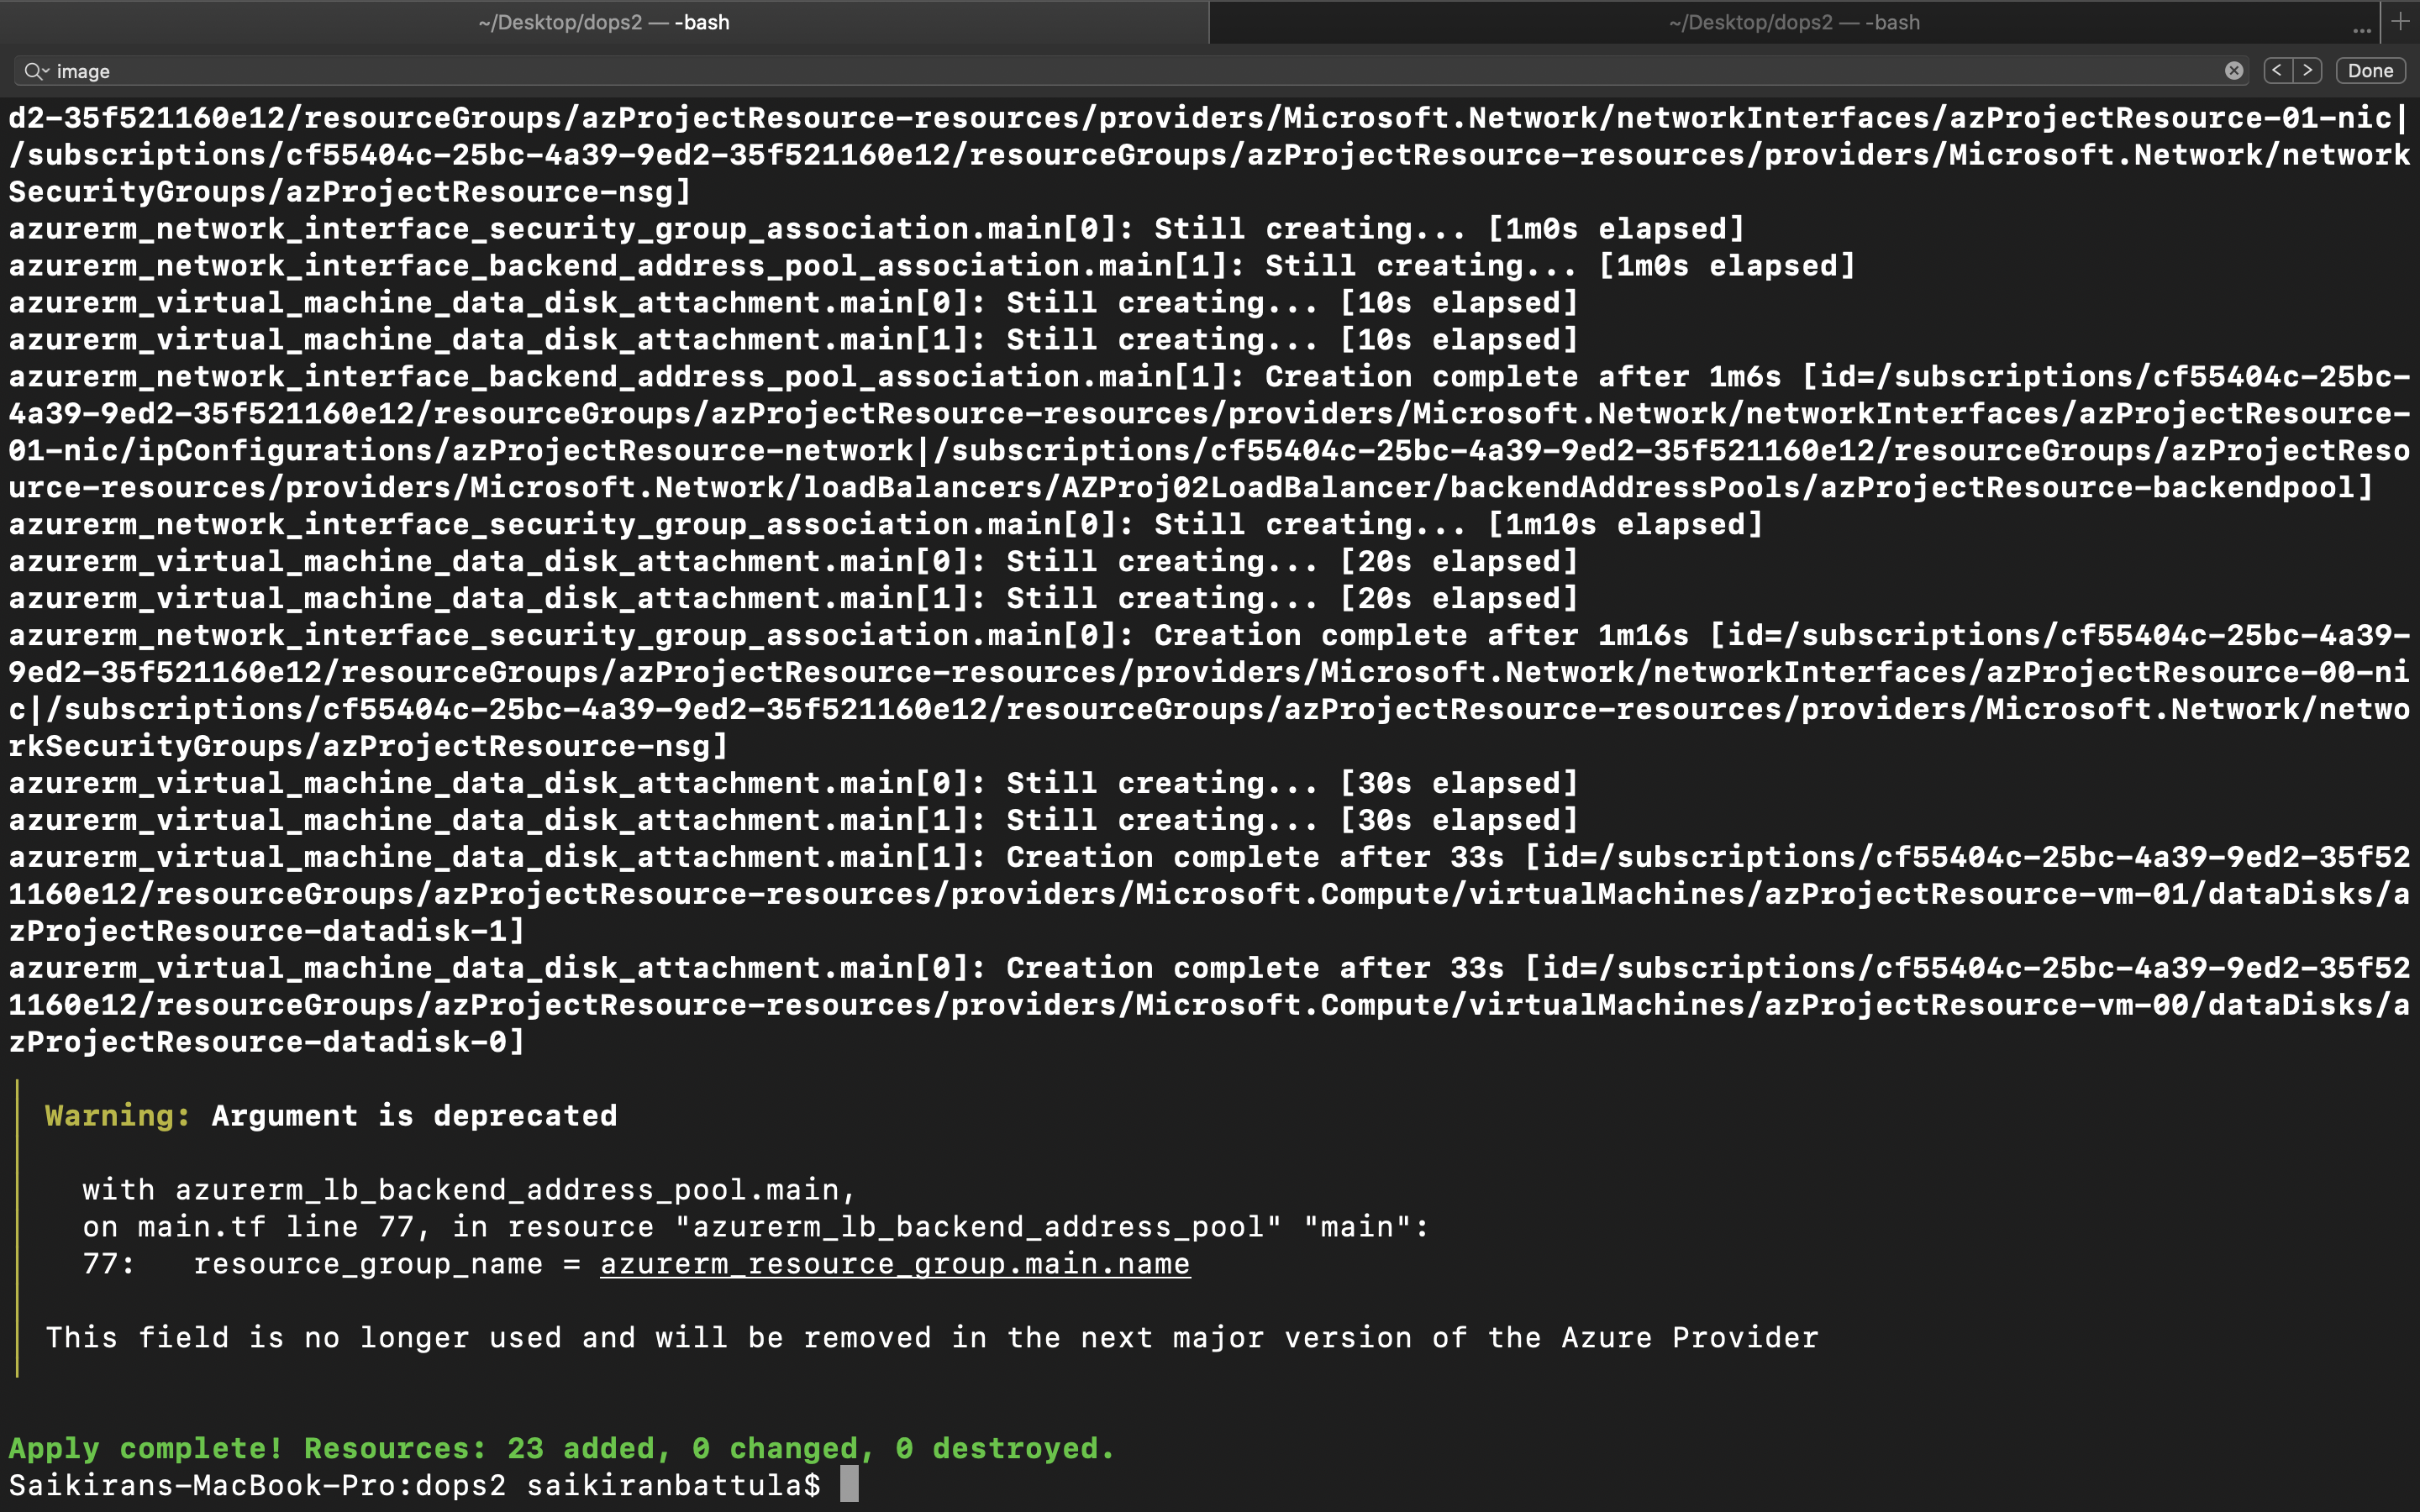 ~/Desktop/dops2 — -bash
~/Desktop/dops2 — -bash
image
Done
d2-35f521160e12/resourceGroups/azProjectResource-resources/providers/Microsoft.Network/networkInterfaces/azProjectResource-01-nic|
/subscriptions/cf55404c-25bc-4a39-9ed2-35f521160e12/resourceGroups/azProjectResource-resources/providers/Microsoft.Network/network
SecurityGroups/azProjectResource-nsg]
azurerm_network_interface_security_group_association.main[0]: Still creating... [1m0s elapsed]
azurerm_network_interface_backend_address_pool_association.main[1]: Still creating... [1m0s elapsed]
azurerm_virtual_machine_data_disk_attachment.main[0]: Still creating... [10s elapsed]
azurerm_virtual_machine_data_disk_attachment.main[1]: Still creating... [10s elapsed]
azurerm_network_interface_backend_address_pool_association.main[1]: Creation complete after 1m6s [id=/subscriptions/cf55404c-25bc-
4a39-9ed2-35f521160e12/resourceGroups/azProjectResource-resources/providers/Microsoft.Network/networkInterfaces/azProjectResource-
01-nic/ipConfigurations/azProjectResource-network|/subscriptions/cf55404c-25bc-4a39-9ed2-35f521160e12/resourceGroups/azProjectReso
urce-resources/providers/Microsoft.Network/loadBalancers/AZProj02LoadBalancer/backendAddressPools/azProjectResource-backendpool]
azurerm_network_interface_security_group_association.main[0]: Still creating... [1m10s elapsed]
azurerm_virtual_machine_data_disk_attachment.main[0]: Still creating... [20s elapsed]
azurerm_virtual_machine_data_disk_attachment.main[1]: Still creating... [20s elapsed]
azurerm_network_interface_security_group_association.main[0]: Creation complete after 1m16s [id=/subscriptions/cf55404c-25bc-4a39-
9ed2-35f521160e12/resourceGroups/azProjectResource-resources/providers/Microsoft.Network/networkInterfaces/azProjectResource-00-ni
c|/subscriptions/cf55404c-25bc-4a39-9ed2-35f521160e12/resourceGroups/azProjectResource-resources/providers/Microsoft.Network/netwo
rkSecurityGroups/azProjectResource-nsg]
azurerm_virtual_machine_data_disk_attachment.main[0]: Still creating... [30s elapsed]
azurerm_virtual_machine_data_disk_attachment.main[1]: Still creating... [30s elapsed]
azurerm_virtual_machine_data_disk_attachment.main[1]: Creation complete after 33s [id=/subscriptions/cf55404c-25bc-4a39-9ed2-35f52
1160e12/resourceGroups/azProjectResource-resources/providers/Microsoft.Compute/virtualMachines/azProjectResource-vm-01/dataDisks/a
zProjectResource-datadisk-1]
azurerm_virtual_machine_data_disk_attachment.main[0]: Creation complete after 33s [id=/subscriptions/cf55404c-25bc-4a39-9ed2-35f52
1160e12/resourceGroups/azProjectResource-resources/providers/Microsoft.Compute/virtualMachines/azProjectResource-vm-00/dataDisks/a
zProjectResource-datadisk-0]
Warning: Argument is deprecated
with azurerm_lb_backend_address_pool.main,
on main.tf line 77, in resource "azurerm_lb_backend_address_pool" "main":
77:   resource_group_name = azurerm_resource_group.main.name
This field is no longer used and will be removed in the next major version of the Azure Provider
Apply complete! Resources: 23 added, 0 changed, 0 destroyed.
Saikirans-MacBook-Pro:dops2 saikiranbattula$